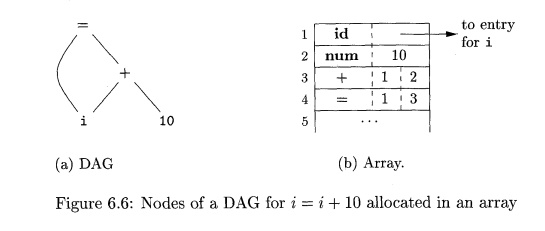 =
+
i
10
(a) DAG
to entry
for i
1 id
2 num 10
3 + 1 2
4 = 1 3
5 ...
(b) Array.
Figure 6.6: Nodes of a DAG for i = i + 10 allocated in an array